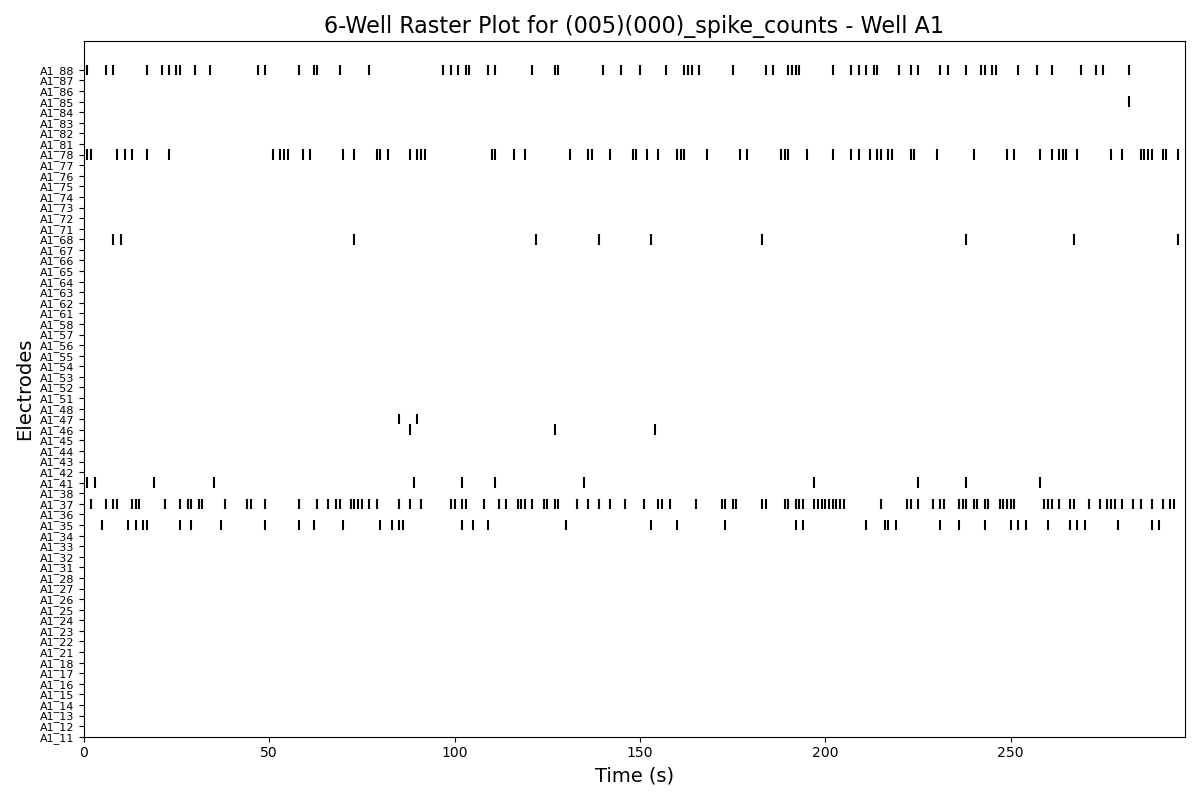 6-Well Raster Plot for (005)(000)_spike_counts - Well A1
Electrodes
A1_88
A1_87
A1_86
A1_85
A1_84
A1_83
A1_82
A1_81
A1_78
A1_77
A1_76
A1_75
A1_74
A1_73
A1_72
A1_71
A1_68
A1_67
A1_66
A1_65
A1_64
A1_63
A1_62
A1_61
A1_58
A1_57
A1_56
A1_55
A1_54
A1_53
A1_52
A1_51
A1_48
A1_47
A1_46
A1_45
A1_44
A1_43
A1_42
A1_41
A1_38
A1_37
A1_36
A1_35
A1_34
A1_33
A1_32
A1_31
A1_28
A1_27
A1_26
A1_25
A1_24
A1_23
A1_22
A1_21
A1_18
A1_17
A1_16
A1_15
A1_14
A1_13
A1_12
A1_11
0 50 100 150 200 250
Time (s)